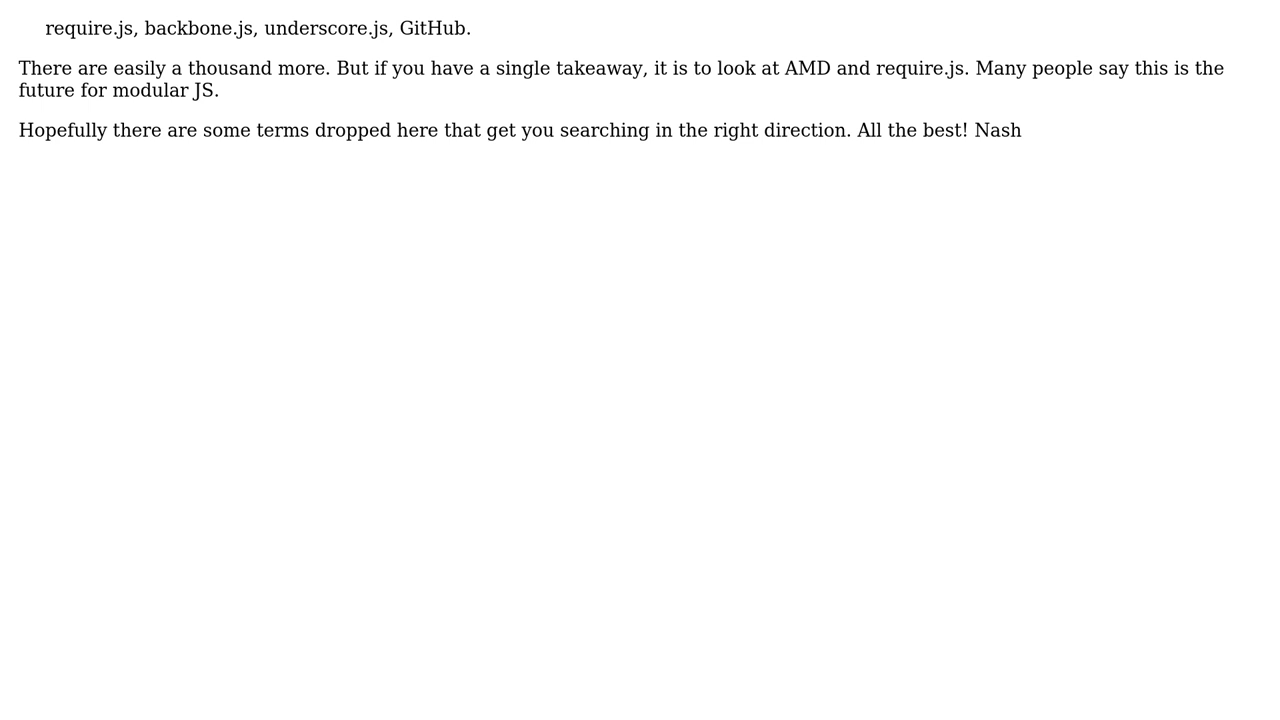 require.js, backbone.js, underscore.js, GitHub.
There are easily a thousand more. But if you have a single takeaway, it is to look at AMD and require.js. Many people say this is the
future for modular JS.
Hopefully there are some terms dropped here that get you searching in the right direction. All the best! Nash